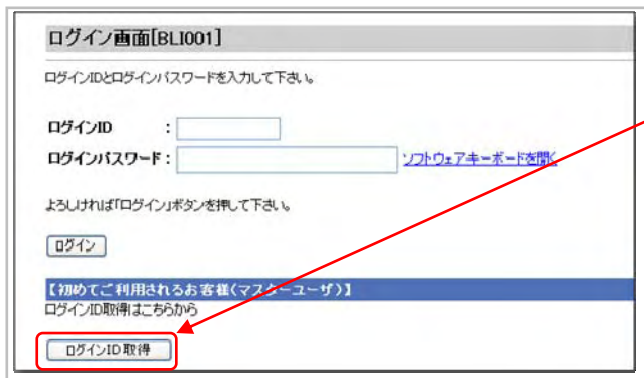 ログイン画面[BLI001]
ログインIDとログインパスワードを入力して下さい。
ログインID :
ログインパスワード : ソフトウェアキーボードを開く
よろしければ「ログイン」ボタンを押して下さい。
ログイン
【初めてご利用されるお客様(マスターユーザ)】
ログインID取得はこちらから
ログインID取得